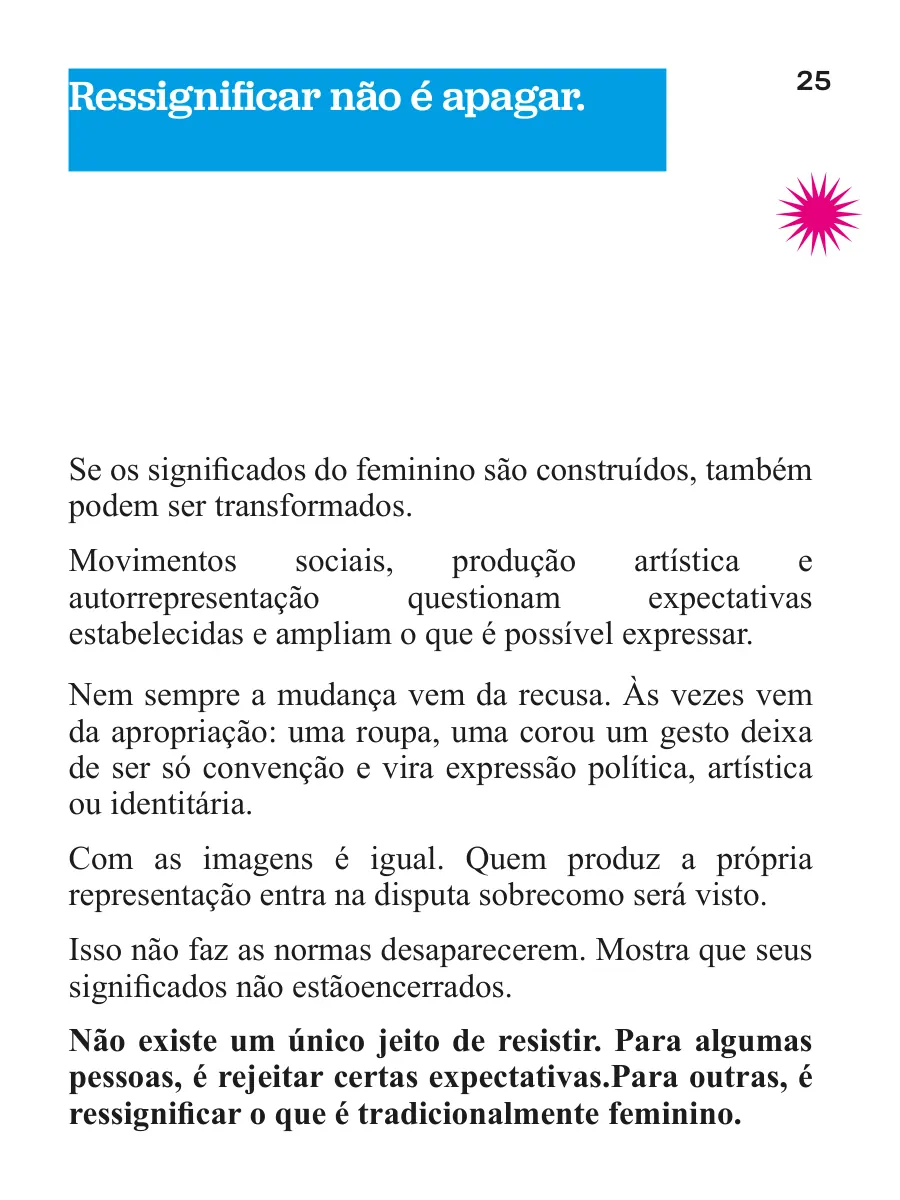 Ressignificar não é apagar.
25
Se os significados do feminino são construídos, também
podem ser transformados.
Movimentos sociais, produção artística e
autorrepresentação questionam expectativas
estabelecidas e ampliam o que é possível expressar.
Nem sempre a mudança vem da recusa. Às vezes vem
da apropriação: uma roupa, uma corou um gesto deixa
de ser só convenção e vira expressão política, artística
ou identitária.
Com as imagens é igual. Quem produz a própria
representação entra na disputa sobrecomo será visto.
Isso não faz as normas desaparecerem. Mostra que seus
significados não estãoencerrados.
Não existe um único jeito de resistir. Para algumas
pessoas, é rejeitar certas expectativas.Para outras, é
ressignificar o que é tradicionalmente feminino.